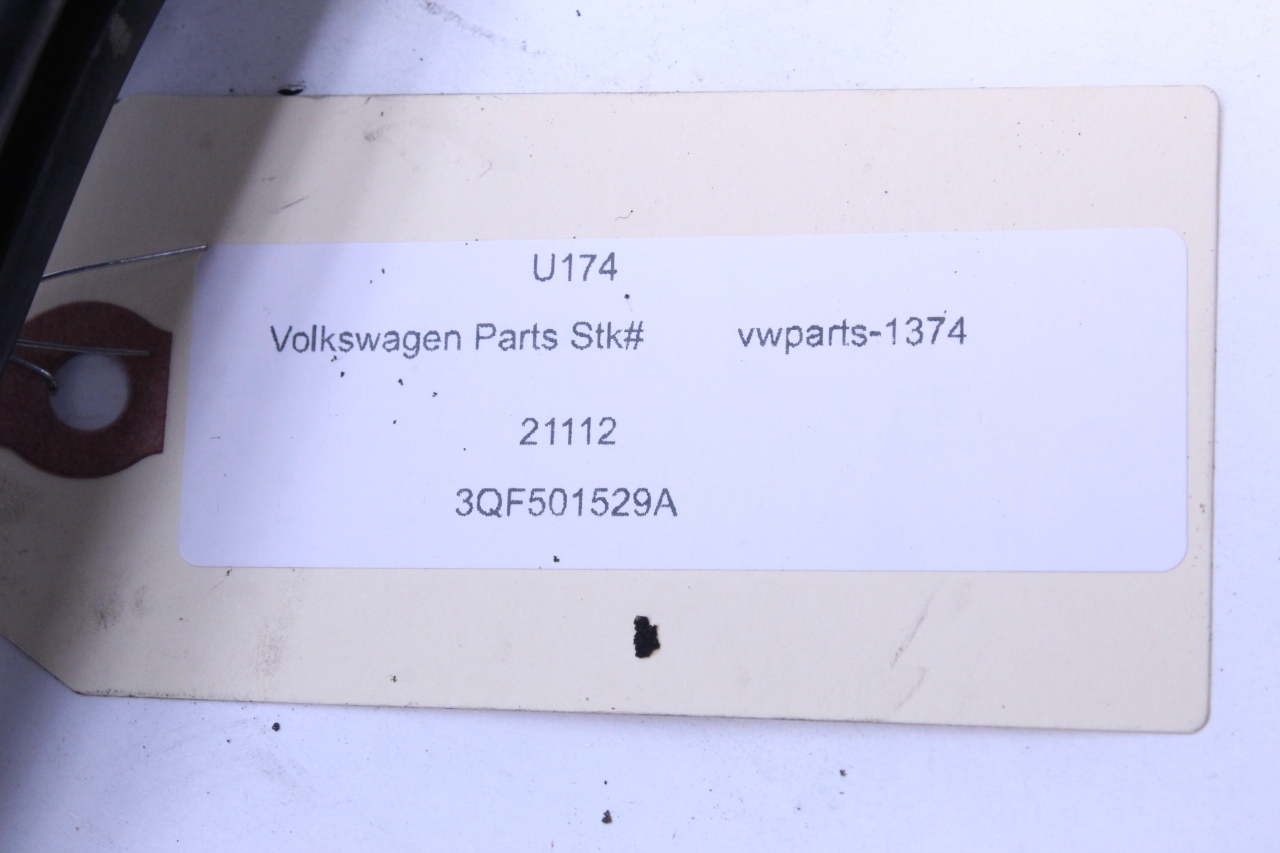 U174
Volkswagen Parts Stk# vwparts-1374
21112
3QF501529A